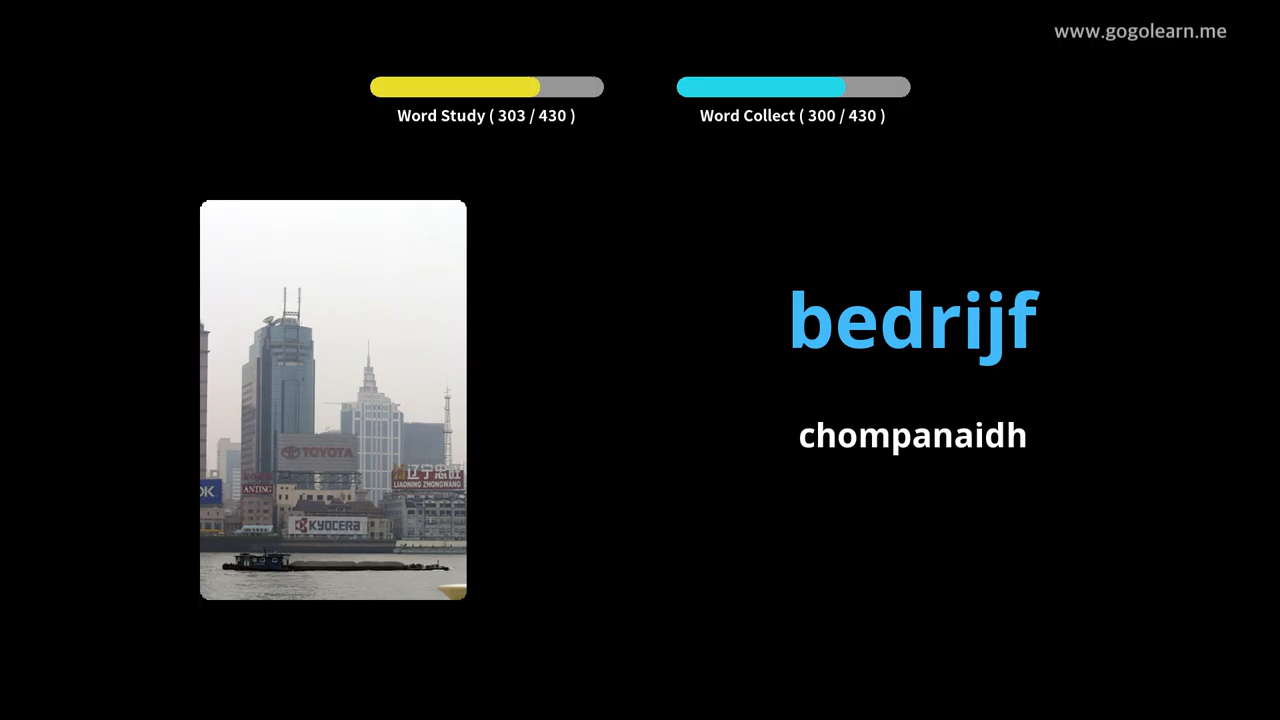 www.gogolearn.me
Word Study ( 303 / 430 )
Word Collect ( 300 / 430 )
bedrijf
chompanaidh
TOYOTA
辽宁忠旺
LIAONING ZHONGWANG
OK
ANTING
KYOCERA